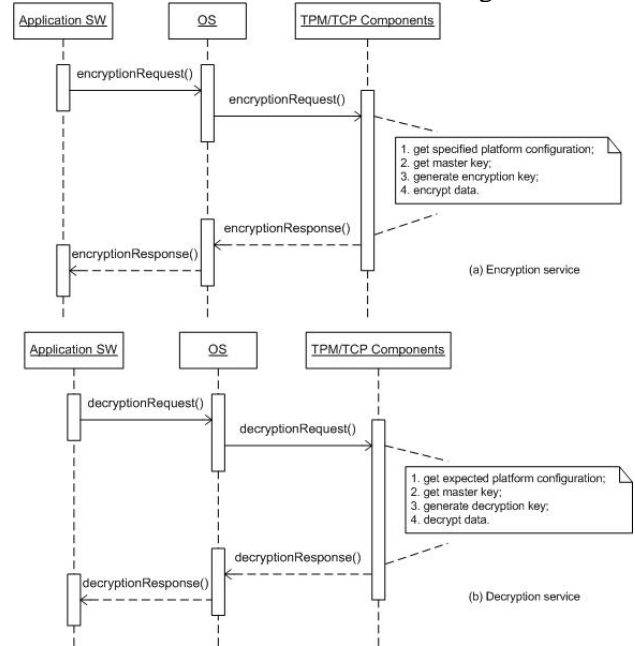 Application SW
OS
TPM/TCP Components
encryptionRequest()
encryptionRequest()
1. get specified platform configuration;
2. get master key;
3. generate encryption key;
4. encrypt data.
encryptionResponse()
encryptionResponse()
(a) Encryption service
Application SW
OS
TPM/TCP Components
decryptionRequest()
decryptionRequest()
1. get expected platform configuration;
2. get master key;
3. generate decryption key;
4. decrypt data.
decryptionResponse()
decryptionResponse()
(b) Decryption service